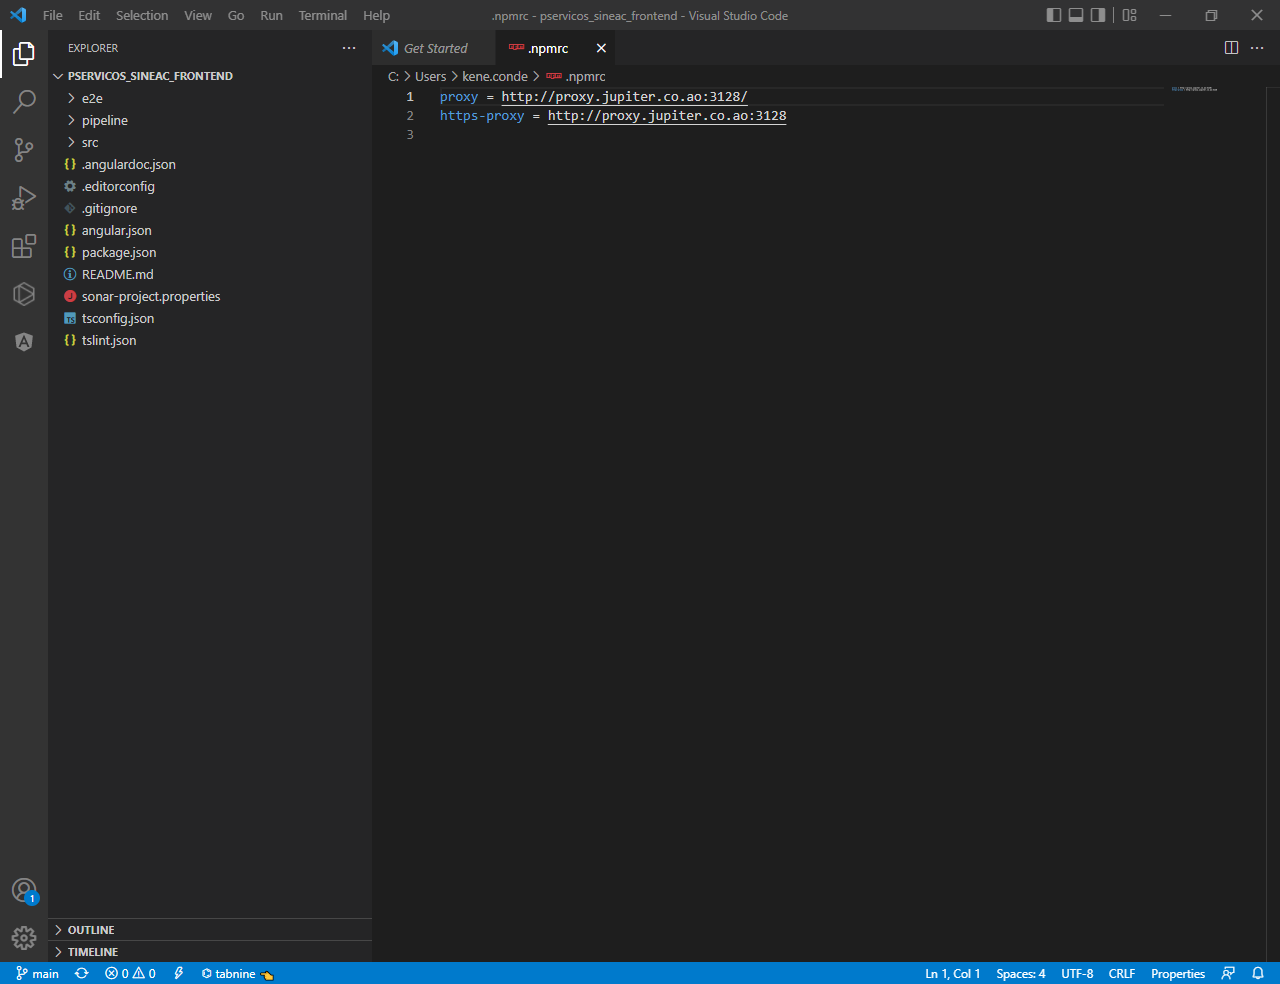 File Edit Selection View Go Run Terminal Help .npmrc - pservicos_sineac_frontend - Visual Studio Code
EXPLORER
PSERVICOS_SINEAC_FRONTEND
e2e
pipeline
src
{} .angulardoc.json
.editorconfig
.gitignore
{} angular.json
{} package.json
README.md
sonar-project.properties
TS tsconfig.json
{} tslint.json
OUTLINE
TIMELINE
Get Started .npmrc
C: > Users > kene.conde > .npmrc
1 proxy = http://proxy.jupiter.co.ao:3128/
2 https-proxy = http://proxy.jupiter.co.ao:3128
3
1
main 0 0 tabnine Ln 1, Col 1 Spaces: 4 UTF-8 CRLF Properties